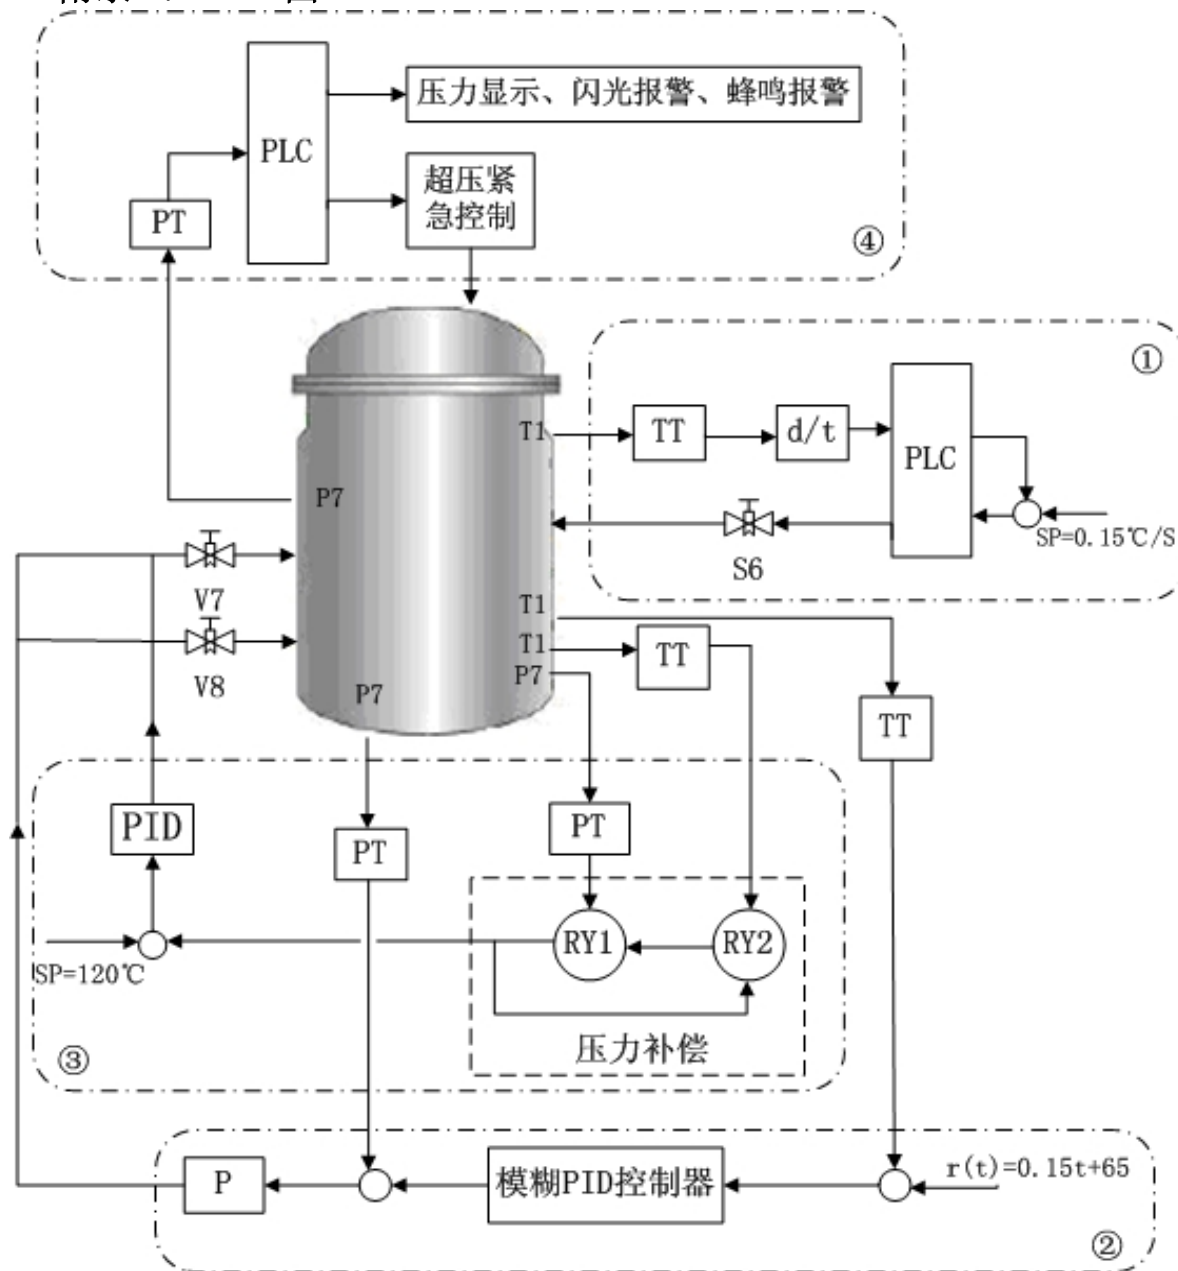 压力显示、闪光报警、蜂鸣报警
PLC
超压紧
急控制
PT
④
①
T1
TT
d/t
PLC
P7
SP=0.15℃/S
S6
V7
T1
T1
TT
P7
V8
P7
TT
PID
PT
PT
RY1
RY2
SP=120℃
压力补偿
③
P
模糊PID控制器
r(t)=0.15t+65
②